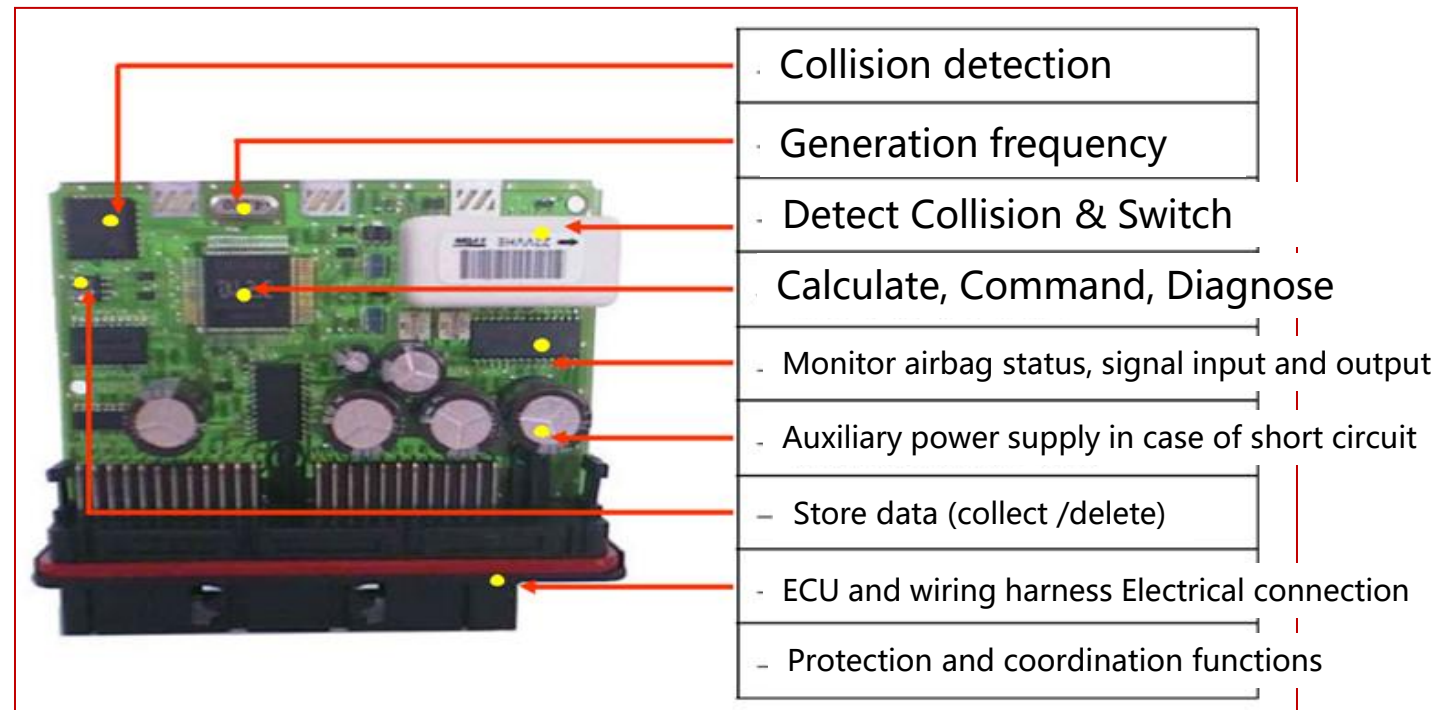 Collision detection
Generation frequency
Detect Collision & Switch
Calculate, Command, Diagnose
Monitor airbag status, signal input and output
Auxiliary power supply in case of short circuit
Store data (collect /delete)
ECU and wiring harness Electrical connection
Protection and coordination functions